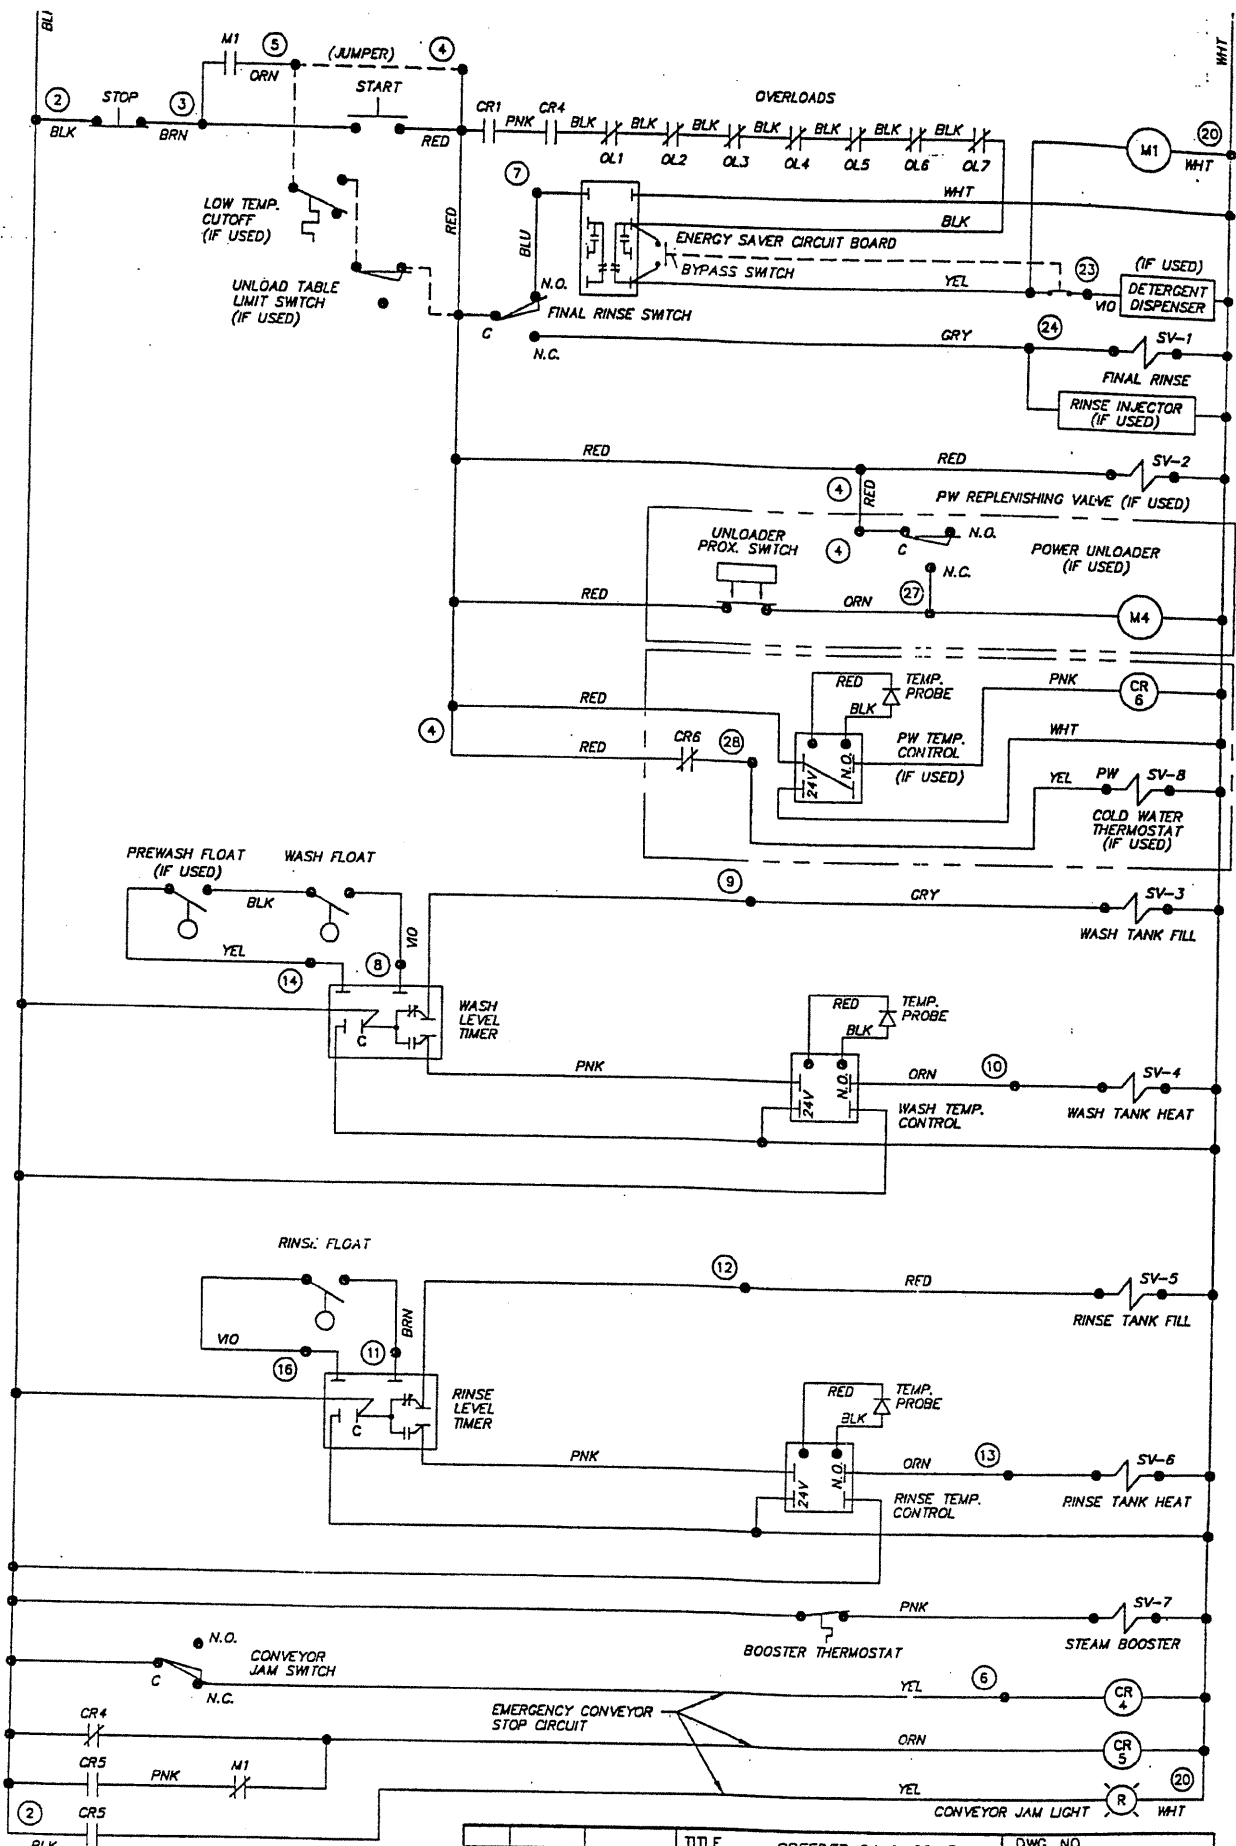 BLK
WHT
M1
5
(JUMPER)
4
ORN
2
STOP
3
START
BLK
BRN
RED
OVERLOADS
CR1
PNK
CR4
BLK
BLK
BLK
BLK
BLK
BLK
BLK
OL1
OL2
OL3
OL4
OL5
OL6
OL7
M1
20
WHT
7
WHT
BLK
LOW TEMP.
CUTOFF
(IF USED)
RED
BLU
ENERGY SAVER CIRCUIT BOARD
BYPASS SWITCH
YEL
23
VIO
(IF USED)
DETERGENT
DISPENSER
UNLOAD TABLE
LIMIT SWITCH
(IF USED)
N.O.
C
FINAL RINSE SWITCH
N.C.
GRY
24
SV-1
FINAL RINSE
RINSE INJECTOR
(IF USED)
RED
RED
SV-2
4
RED
PW REPLENISHING VALVE (IF USED)
UNLOADER
PROX. SWITCH
4
C
N.O.
POWER UNLOADER
(IF USED)
N.C.
RED
ORN
27
M4
RED
TEMP.
PROBE
BLK
PNK
CR
6
RED
4
RED
CR6
28
24V
N.O.
PW TEMP.
CONTROL
(IF USED)
WHT
YEL
PW
SV-8
COLD WATER
THERMOSTAT
(IF USED)
PREWASH FLOAT
(IF USED)
WASH FLOAT
BLK
YEL
14
8
VIO
9
GRY
SV-3
WASH TANK FILL
C
WASH
LEVEL
TIMER
PNK
RED
TEMP.
PROBE
BLK
24V
N.O.
ORN
10
SV-4
WASH TEMP.
CONTROL
WASH TANK HEAT
RINSE FLOAT
VIO
16
11
BRN
12
RED
SV-5
RINSE TANK FILL
C
RINSE
LEVEL
TIMER
PNK
RED
TEMP.
PROBE
BLK
24V
N.O.
ORN
13
SV-6
RINSE TEMP.
CONTROL
RINSE TANK HEAT
PNK
SV-7
BOOSTER THERMOSTAT
STEAM BOOSTER
N.O.
C
N.C.
CONVEYOR
JAM SWITCH
YEL
6
CR
4
EMERGENCY CONVEYOR
STOP CIRCUIT
CR4
ORN
CR
5
CR5
PNK
M1
YEL
CONVEYOR JAM LIGHT
R
20
WHT
2
CR5
BLK
TITLE
DWG. NO.